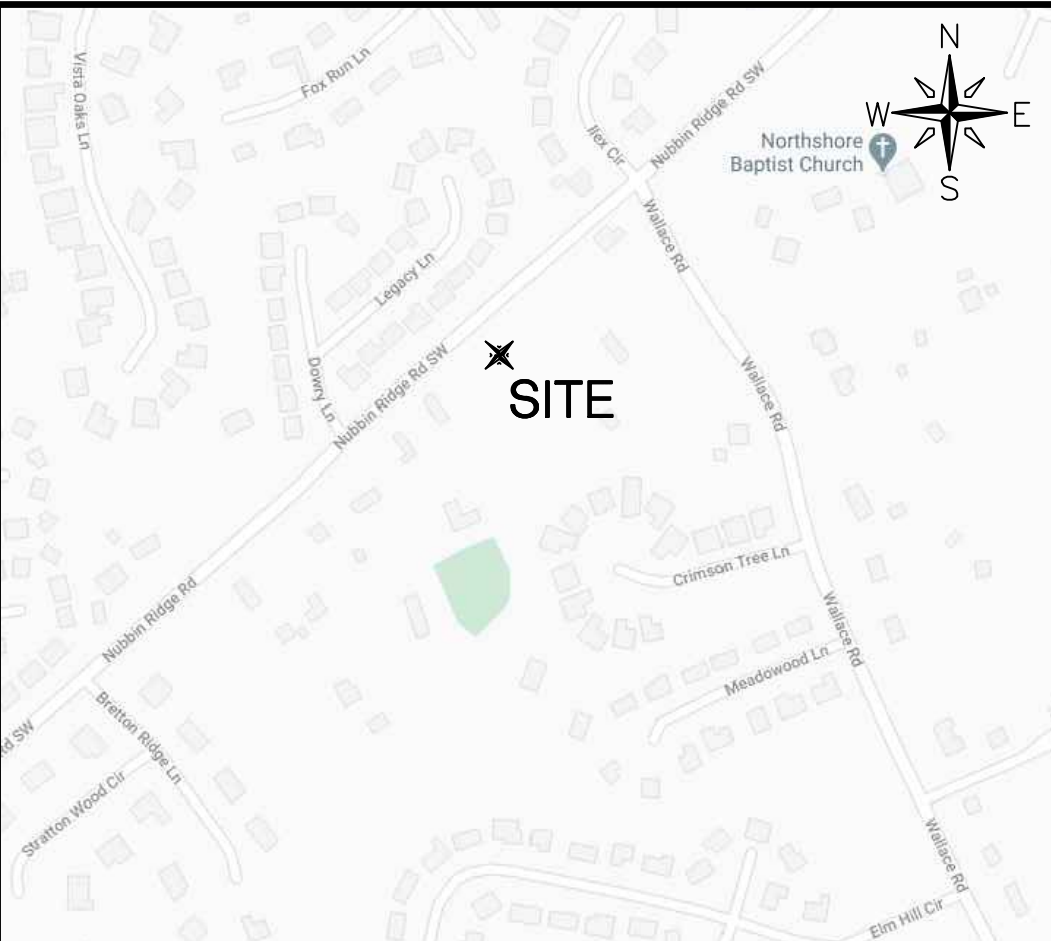 N
W
E
S
Vista Oaks Ln
Fox Run Ln
Ilex Cir
Nubbin Ridge Rd SW
Northshore
Baptist Church
Wallace Rd
Legacy Ln
Dowry Ln
Nubbin Ridge Rd SW
SITE
Wallace Rd
Crimson Tree Ln
Nubbin Ridge Rd
Wallace Rd
Meadowood Ln
Rd SW
Bretton Ridge Ln
Stratton Wood Cir
Wallace Rd
Elm Hill Cir